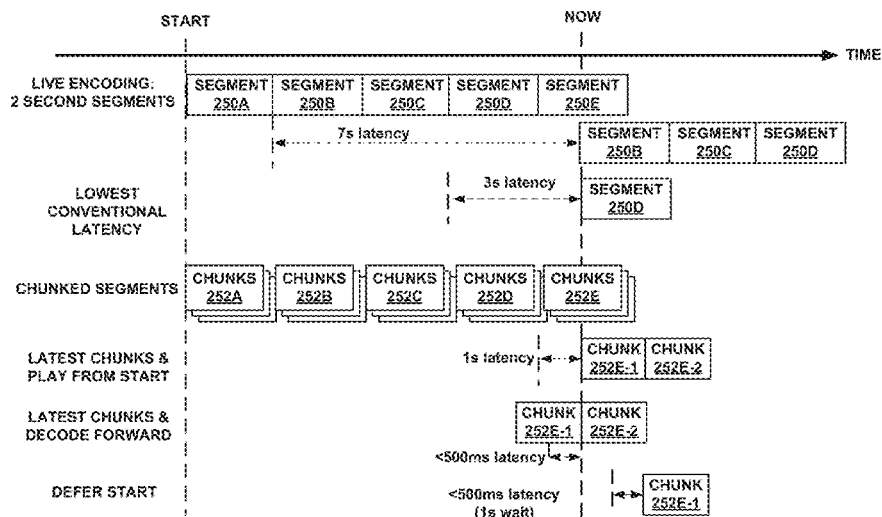 START
NOW
TIME
LIVE ENCODING:
2 SECOND SEGMENTS
SEGMENT
250A
SEGMENT
250B
SEGMENT
250C
SEGMENT
250D
SEGMENT
250E
7s latency
SEGMENT
250B
SEGMENT
250C
SEGMENT
250D
LOWEST
CONVENTIONAL
LATENCY
3s latency
SEGMENT
250D
CHUNKED SEGMENTS
CHUNKS
252A
CHUNKS
252B
CHUNKS
252C
CHUNKS
252D
CHUNKS
252E
LATEST CHUNKS &
PLAY FROM START
1s latency
CHUNK
252E-1
CHUNK
252E-2
LATEST CHUNKS &
DECODE FORWARD
CHUNK
252E-1
CHUNK
252E-2
<500ms latency
DEFER START
<500ms latency
(1s wait)
CHUNK
252E-1